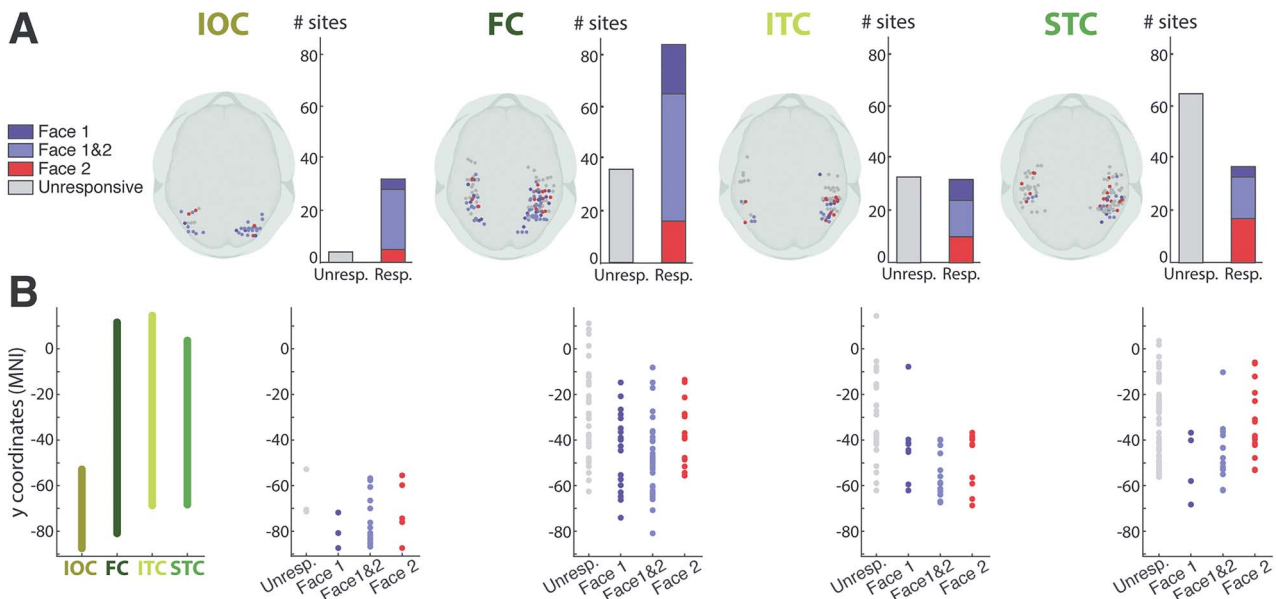 A
IOC # sites FC # sites ITC # sites STC # sites
80 80 80 80
60 60 60 60
Face 1
Face 1&2
Face 2
Unresponsive
40 40 40 40
20 20 20 20
0 0 0 0
Unresp. Resp. Unresp. Resp. Unresp. Resp. Unresp. Resp.
B
y coordinates (MNI)
0 0 0 0 0
-20 -20 -20 -20 -20
-40 -40 -40 -40 -40
-60 -60 -60 -60 -60
-80 -80 -80 -80 -80
IOC FC ITC STC
Unresp. Face 1 Face1&2 Face 2 Unresp. Face 1 Face1&2 Face 2 Unresp. Face 1 Face1&2 Face 2 Unresp. Face 1 Face1&2 Face 2